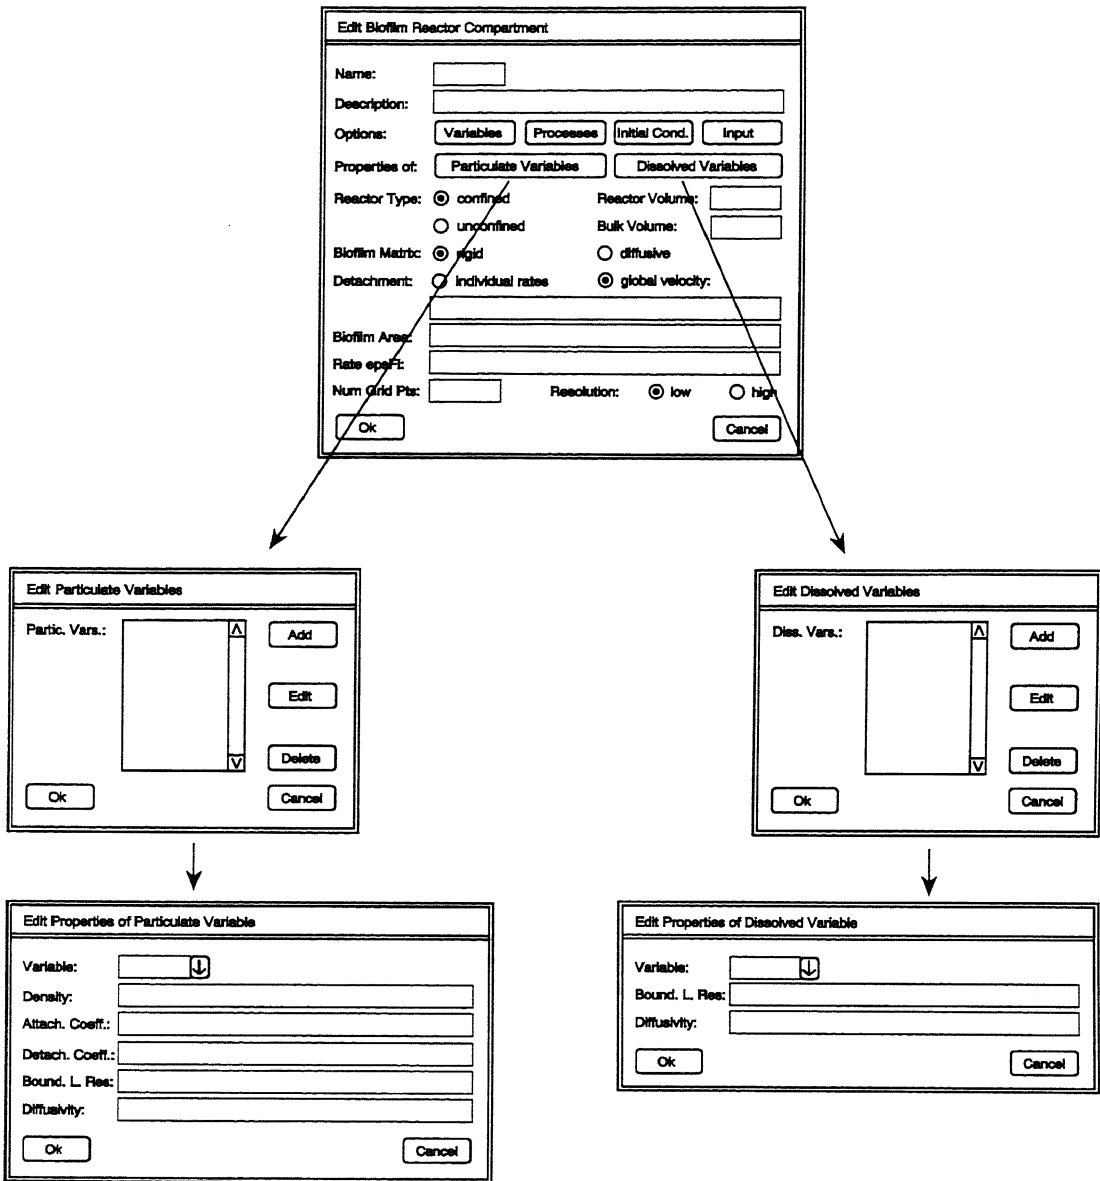 Edit Biofilm Reactor Compartment
Name:
Description:
Options: Variables Processes Initial Cond. Input
Properties of: Particulate Variables Dissolved Variables
Reactor Type: confined Reactor Volume:
unconfined Bulk Volume:
Biofilm Matrix: rigid diffusive
Detachment: individual rates global velocity:
Biofilm Area:
Rate epsFl:
Num Grid Pts: Resolution: low high
Ok Cancel
Edit Particulate Variables
Partic. Vars.: Add
Edit
Delete
Ok Cancel
Edit Dissolved Variables
Diss. Vars.: Add
Edit
Delete
Ok Cancel
Edit Properties of Particulate Variable
Variable:
Density:
Attach. Coeff.:
Detach. Coeff.:
Bound. L. Res:
Diffusivity:
Ok Cancel
Edit Properties of Dissolved Variable
Variable:
Bound. L. Res:
Diffusivity:
Ok Cancel